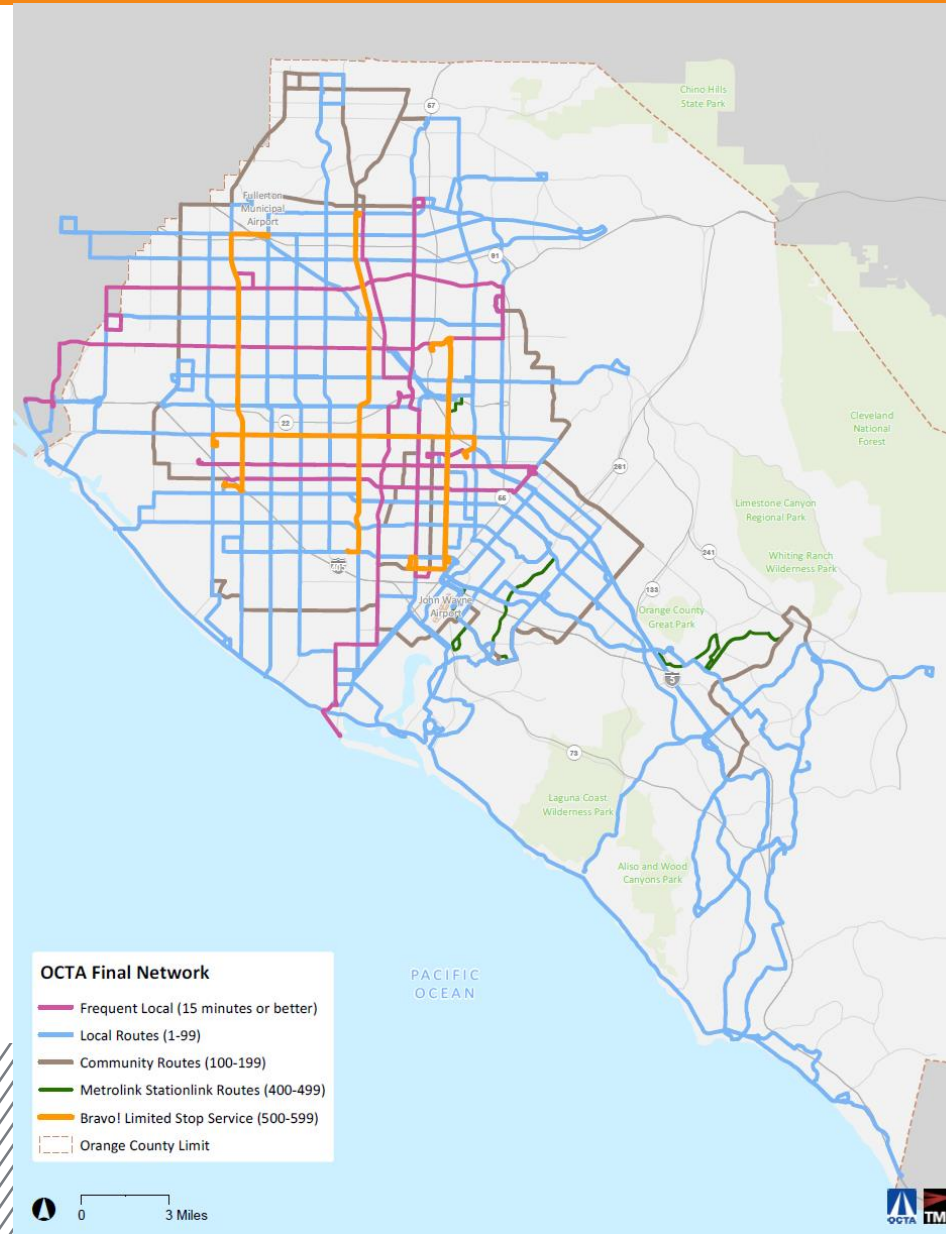 Chino Hills
State Park
57
Fullerton
Municipal
Airport
91
Cleveland
National
Forest
22
261
55
Limestone Canyon
Regional Park
241
Whiting Ranch
Wilderness Park
405
133
John Wayne
Airport
Orange County
Great Park
5
73
Laguna Coast
Wilderness Park
Aliso and Wood
Canyons Park
PACIFIC
OCEAN
OCTA Final Network
Frequent Local (15 minutes or better)
Local Routes (1-99)
Community Routes (100-199)
Metrolink Stationlink Routes (400-499)
Bravo! Limited Stop Service (500-599)
Orange County Limit
0 3 Miles
OCTA TM